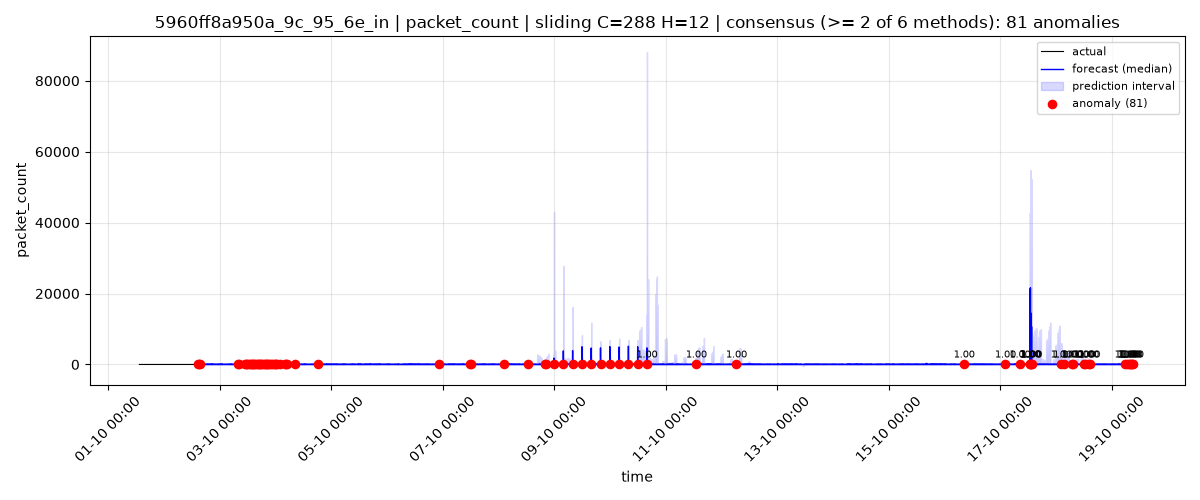 5960ff8a950a_9c_95_6e_in | packet_count | sliding C=288 H=12 | consensus (>= 2 of 6 methods): 81 anomalies
actual
forecast (median)
prediction interval
anomaly (81)
packet_count
80000
60000
40000
20000
0
1.00 1.00 1.00 1.00
01-10 00:00
03-10 00:00
05-10 00:00
07-10 00:00
09-10 00:00
11-10 00:00
13-10 00:00
15-10 00:00
17-10 00:00
19-10 00:00
time